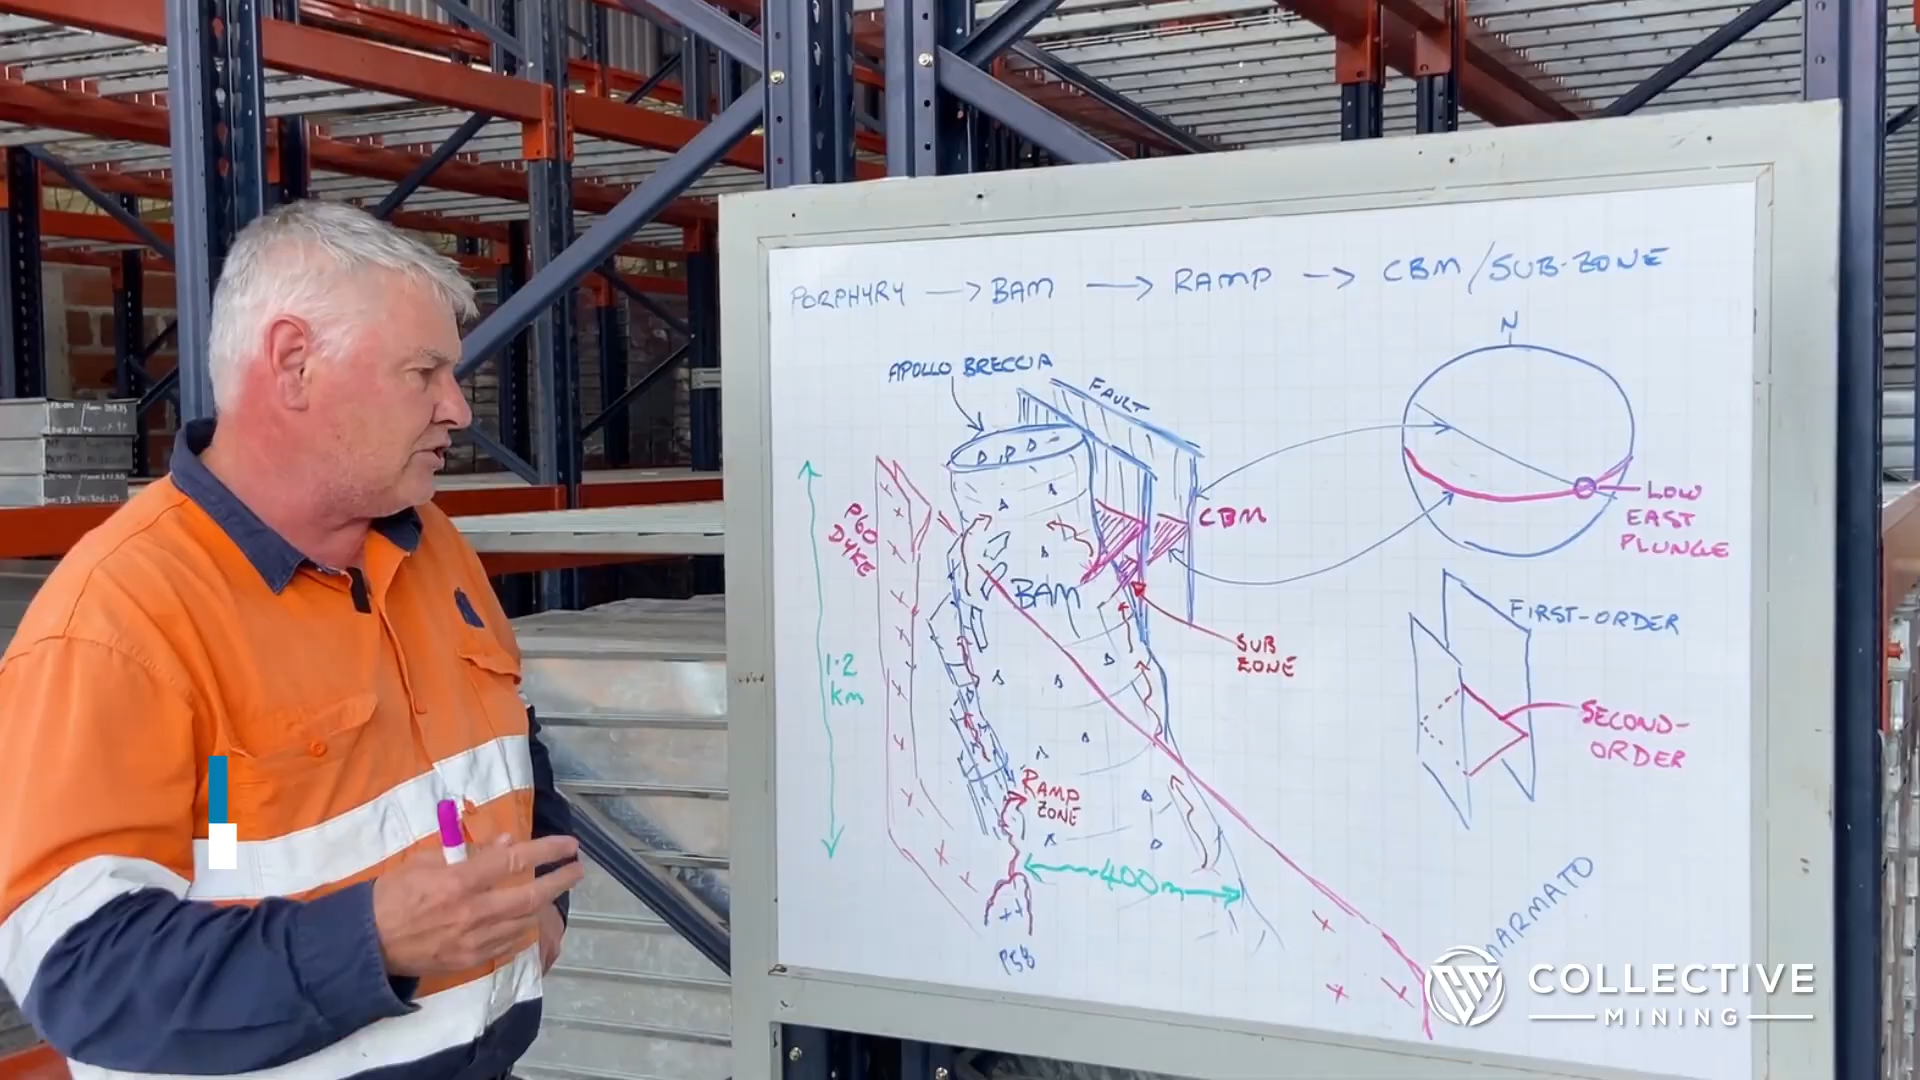 PORPHYRY → BAM → RAMP → CBM/SUB-ZONE
N
APOLLO BRECCIA
FAULT
LOW
EAST
PLUNGE
P60
DYKE
CBM
BAM
FIRST-ORDER
SUB
ZONE
1.2
km
SECOND-
ORDER
RAMP
ZONE
400m
P58
MARMATO
COLLECTIVE
MINING